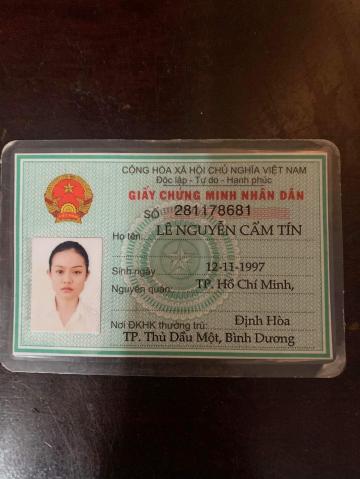 CỘNG HÒA XÃ HỘI CHỦ NGHĨA VIỆT NAM
Độc lập - Tự do - Hạnh phúc
GIẤY CHỨNG MINH NHÂN DÂN
SỐ 281178681
Họ tên: LÊ NGUYỄN CẨM TÍN
Sinh ngày 12-11-1997
Nguyên quán: TP. Hồ Chí Minh,
Nơi ĐKHK thường trú: Định Hòa
TP. Thủ Dầu Một, Bình Dương